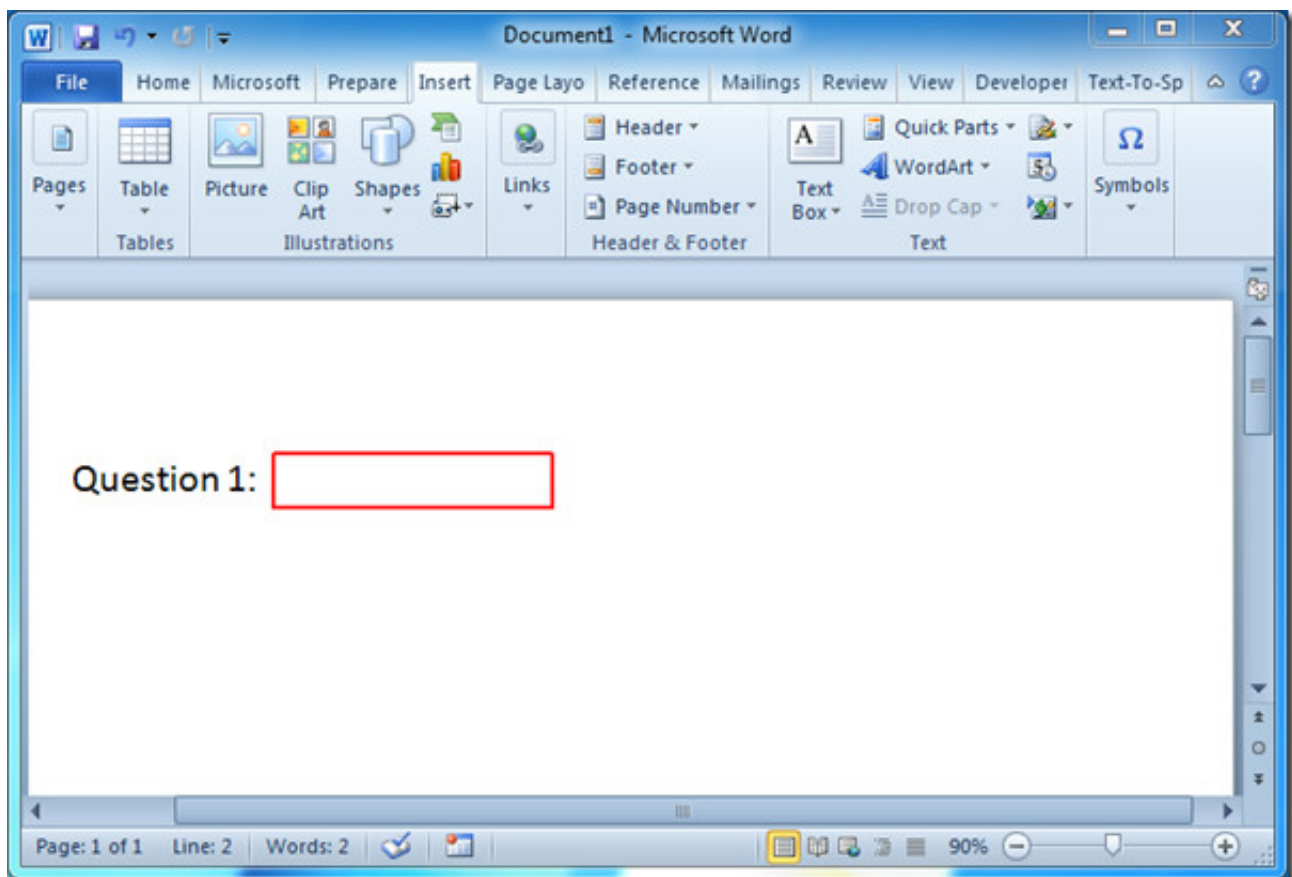 W Document1 - Microsoft Word
File Home Microsoft Prepare Insert Page Layo Reference Mailings Review View Developer Text-To-Sp
Pages
Table
Tables
Picture
Clip
Art
Shapes
Illustrations
Links
Header
Footer
Page Number
Header & Footer
A
Text
Box
Quick Parts
WordArt
Drop Cap
Text
Ω
Symbols
Question 1:
Page: 1 of 1 Line: 2 Words: 2 90%